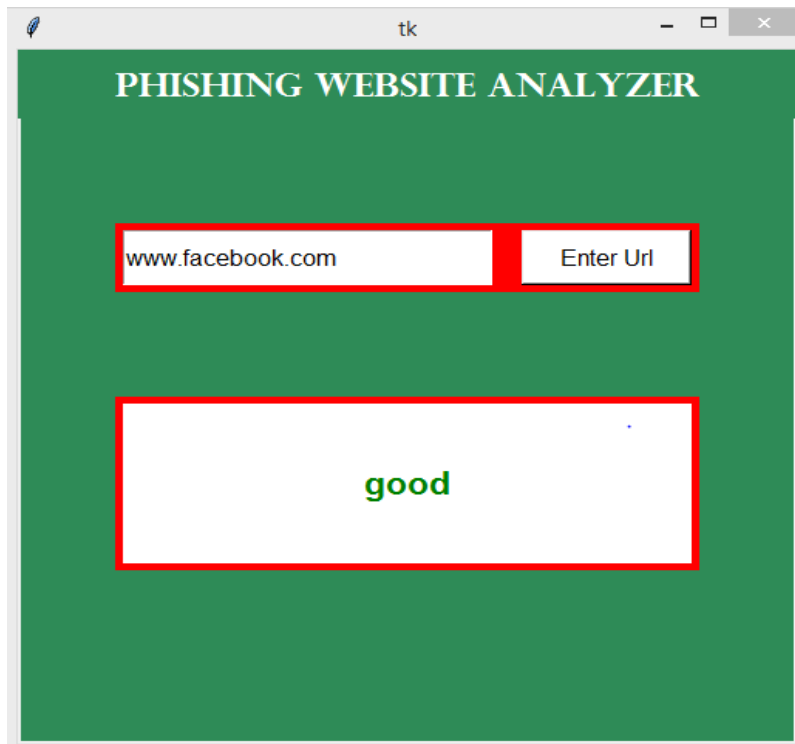 tk
PHISHING WEBSITE ANALYZER
www.facebook.com
Enter Url
good